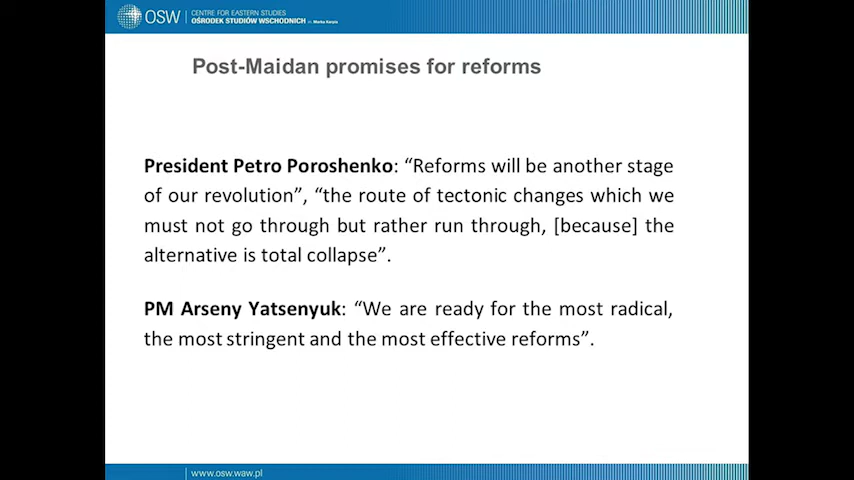 OSW
CENTRE FOR EASTERN STUDIES
OŚRODEK STUDIÓW WSCHODNICH im. Marka Karpia
Post-Maidan promises for reforms
President Petro Poroshenko: “Reforms will be another stage
of our revolution”, “the route of tectonic changes which we
must not go through but rather run through, [because] the
alternative is total collapse”.
PM Arseny Yatsenyuk: “We are ready for the most radical,
the most stringent and the most effective reforms”.
www.osw.waw.pl